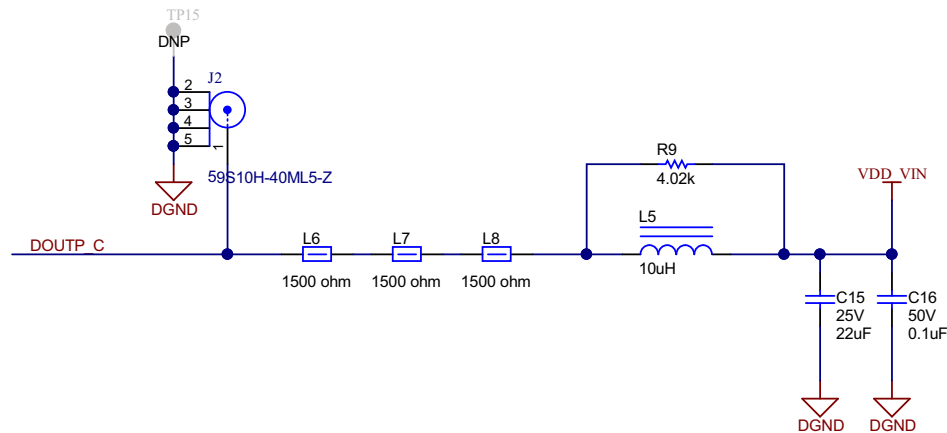 TP15
DNP
J2
2
3
4
5
1
59S10H-40ML5-Z
DGND
R9
4.02k
VDD_VIN
DOUTP_C
L6
L7
L8
L5
1500 ohm
1500 ohm
1500 ohm
10uH
C15
25V
22uF
C16
50V
0.1uF
DGND
DGND